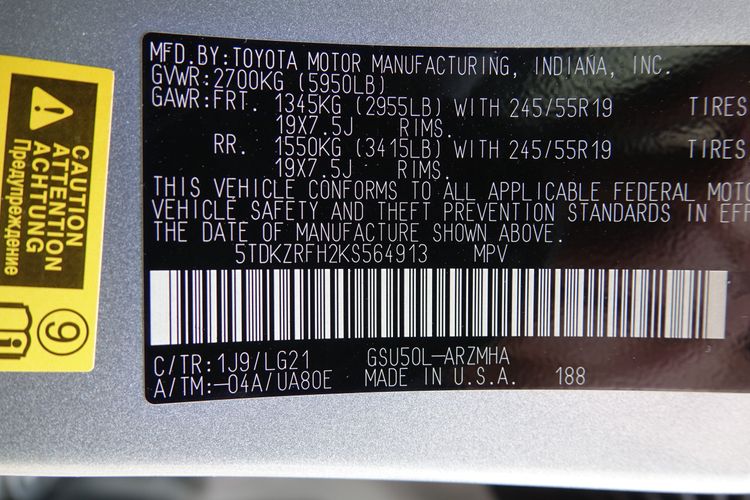 MFD.BY:TOYOTA MOTOR MANUFACTURING, INDIANA, INC.
GVWR:2700KG (5950LB)
GAWR:FRT. 1345KG (2955LB) WITH 245/55R19 TIRES
19X7.5J RIMS.
RR. 1550KG (3415LB) WITH 245/55R19 TIRES
19X7.5J RIMS.
THIS VEHICLE CONFORMS TO ALL APPLICABLE FEDERAL MOTO
VEHICLE SAFETY AND THEFT PREVENTION STANDARDS IN EFF
THE DATE OF MANUFACTURE SHOWN ABOVE.
5TDKZRFH2KS564913 MPV
C/TR:1J9/LG21 GSU50L-ARZMHA
A/TM:-04A/UA80E MADE IN U.S.A. 188
CAUTION
ATTENTION
ACHTUNG
Предупреждение
9